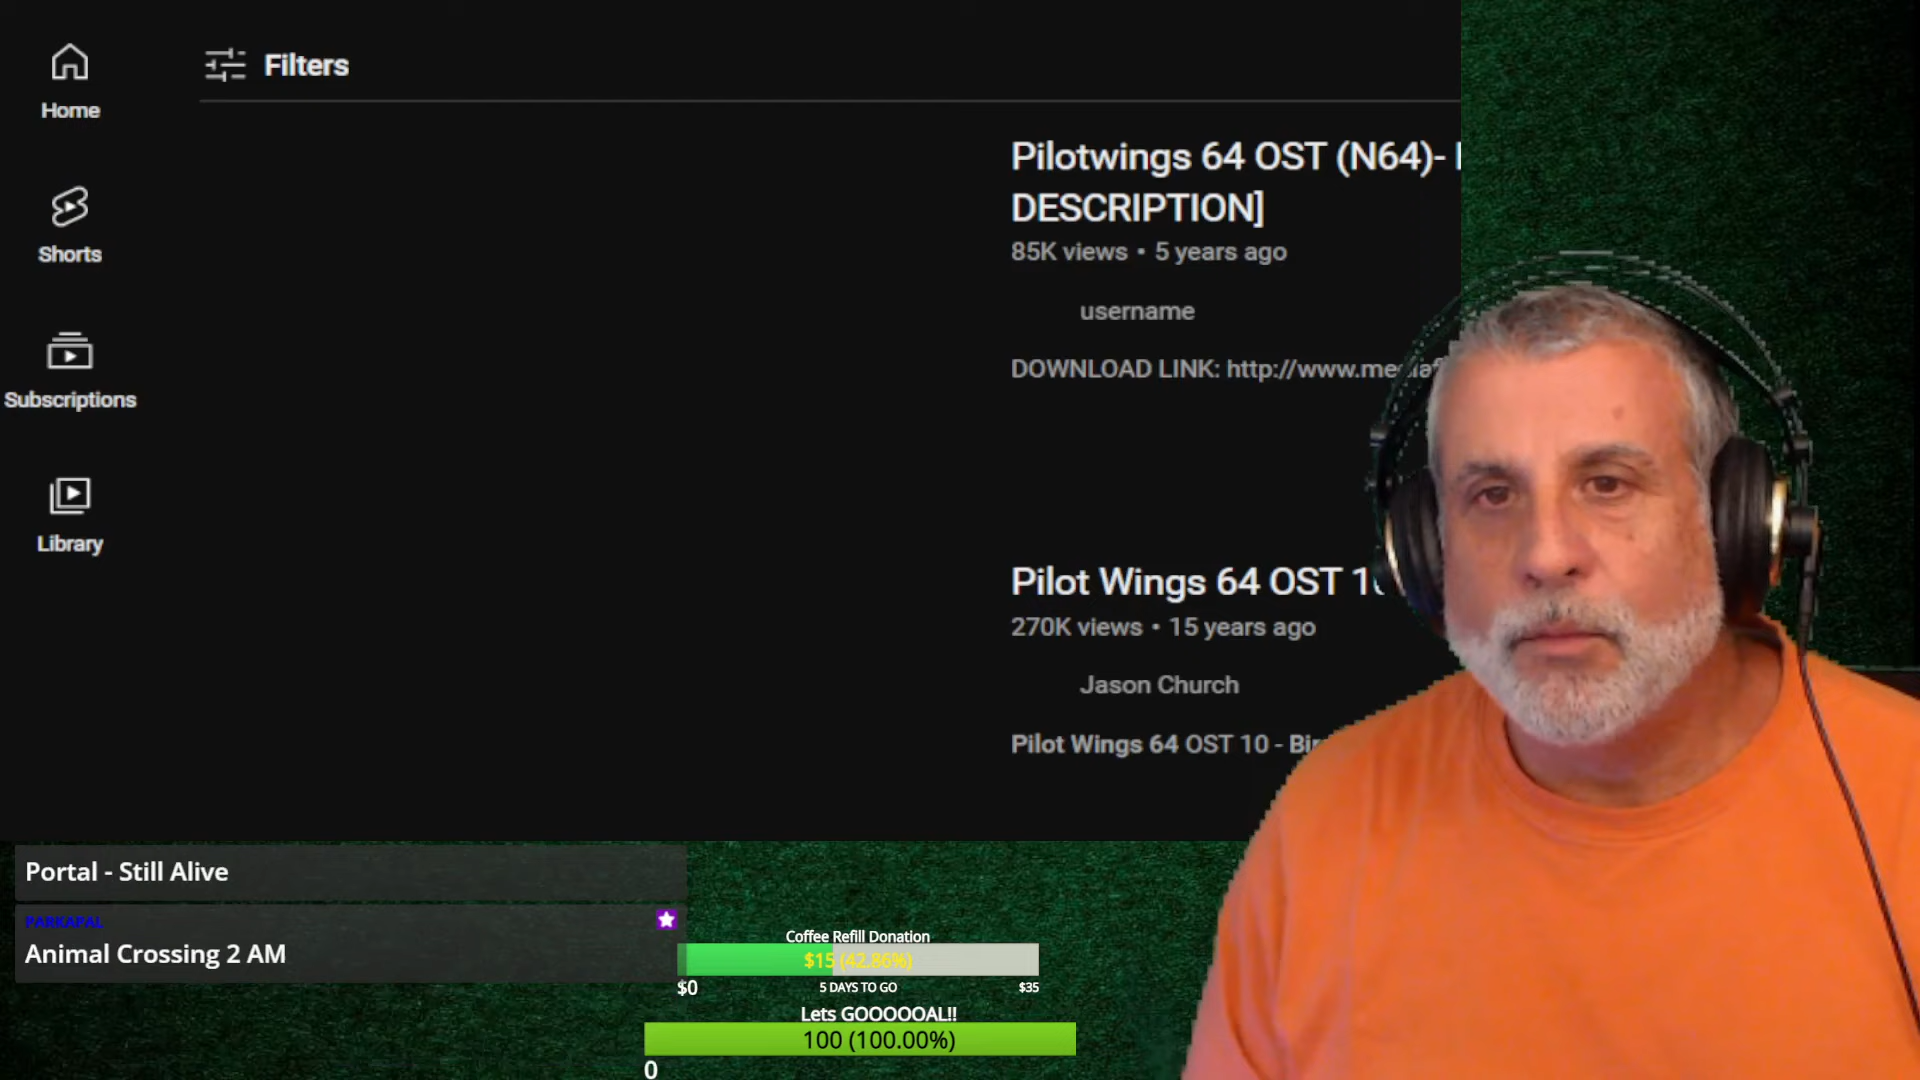 Home
Filters
Shorts
Subscriptions
Library
Pilotwings 64 OST (N64)-
DESCRIPTION]
85K views • 5 years ago
username
DOWNLOAD LINK: http://www.me
Pilot Wings 64 OST
270K views • 15 years ago
Jason Church
Pilot Wings 64 OST 10 -
Portal - Still Alive
PARKAPAL
Animal Crossing 2 AM
Coffee Refill Donation
$15 (42.86%)
$0
5 DAYS TO GO
$35
Lets GOOOOOAL!!
100 (100.00%)
0